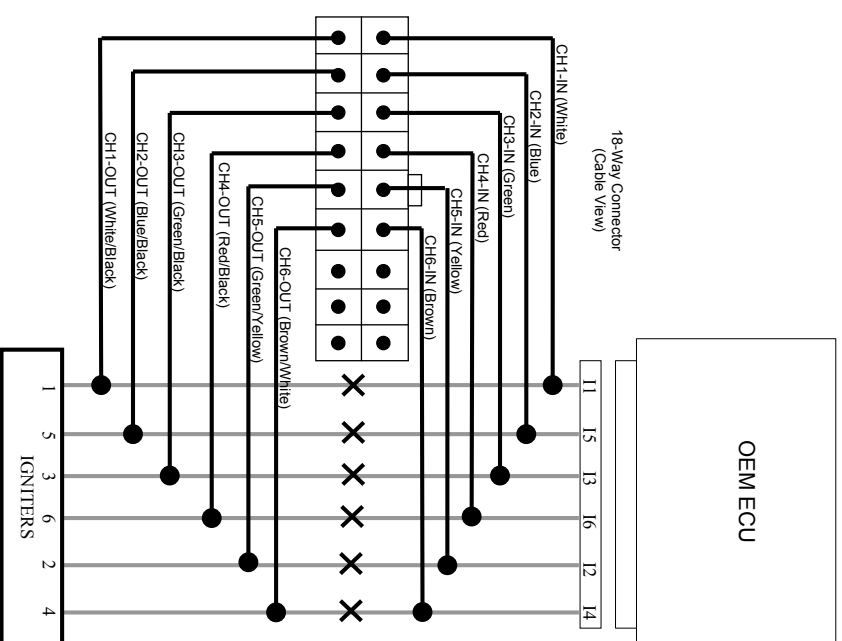 18-Way Connector
(Cable View)
CH1-IN (White)
CH2-IN (Blue)
CH3-IN (Green)
CH4-IN (Red)
CH5-IN (Yellow)
CH6-IN (Brown)
CH6-OUT (Brown/White)
CH5-OUT (Green/Yellow)
CH4-OUT (Red/Black)
CH3-OUT (Green/Black)
CH2-OUT (Blue/Black)
CH1-OUT (White/Black)
OEM ECU
I1
I5
I3
I6
I2
I4
1
5
3
6
2
4
IGNITERS